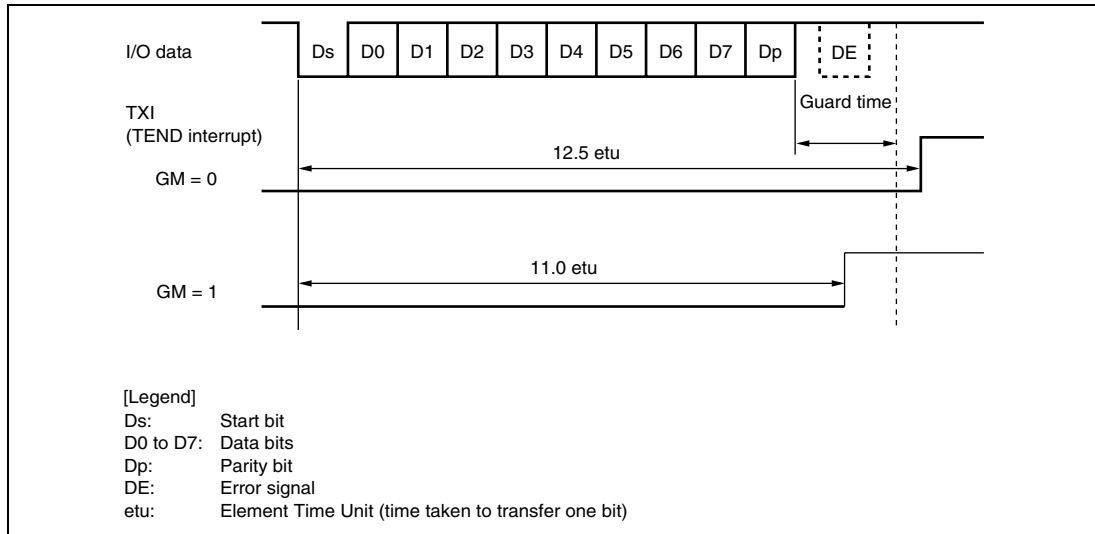 I/O data
Ds D0 D1 D2 D3 D4 D5 D6 D7 Dp DE
Guard time
TXI
(TEND interrupt)
12.5 etu
GM = 0
11.0 etu
GM = 1
[Legend]
Ds: Start bit
D0 to D7: Data bits
Dp: Parity bit
DE: Error signal
etu: Element Time Unit (time taken to transfer one bit)